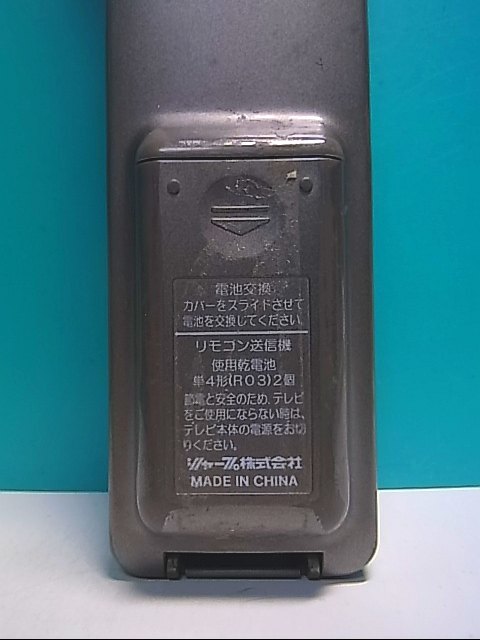 電池交換
カバーをスライドさせて
電池を交換してください。
リモコン送信機
使用乾電池
単4形(R03)2個
節電と安全のため、テレビ
をご使用にならない時は、
テレビ本体の電源をお切
りください。
シャープ株式会社
MADE IN CHINA